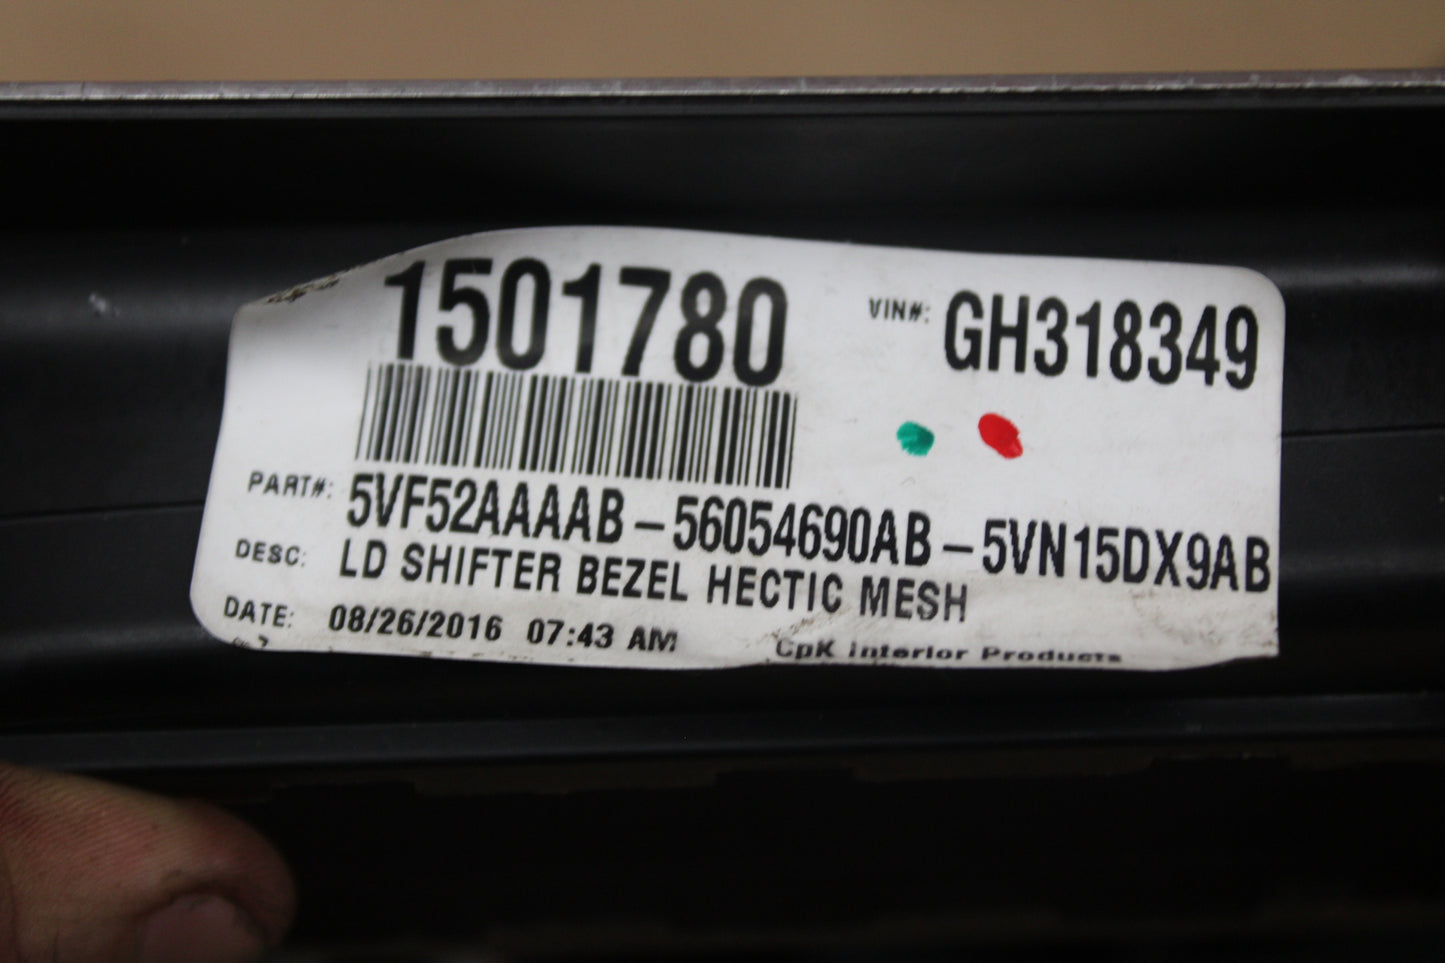 1501780
VIN#: GH318349
PART#: 5VF52AAAAB-56054690AB-5VN15DX9AB
DESC: LD SHIFTER BEZEL HECTIC MESH
DATE: 08/26/2016 07:43 AM
CpK Interior Products